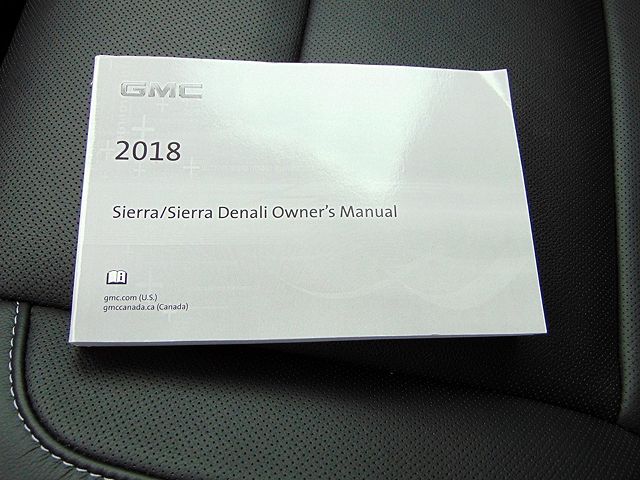 GMC
2018
Sierra/Sierra Denali Owner's Manual
gmc.com (U.S.)
gmccanada.ca (Canada)